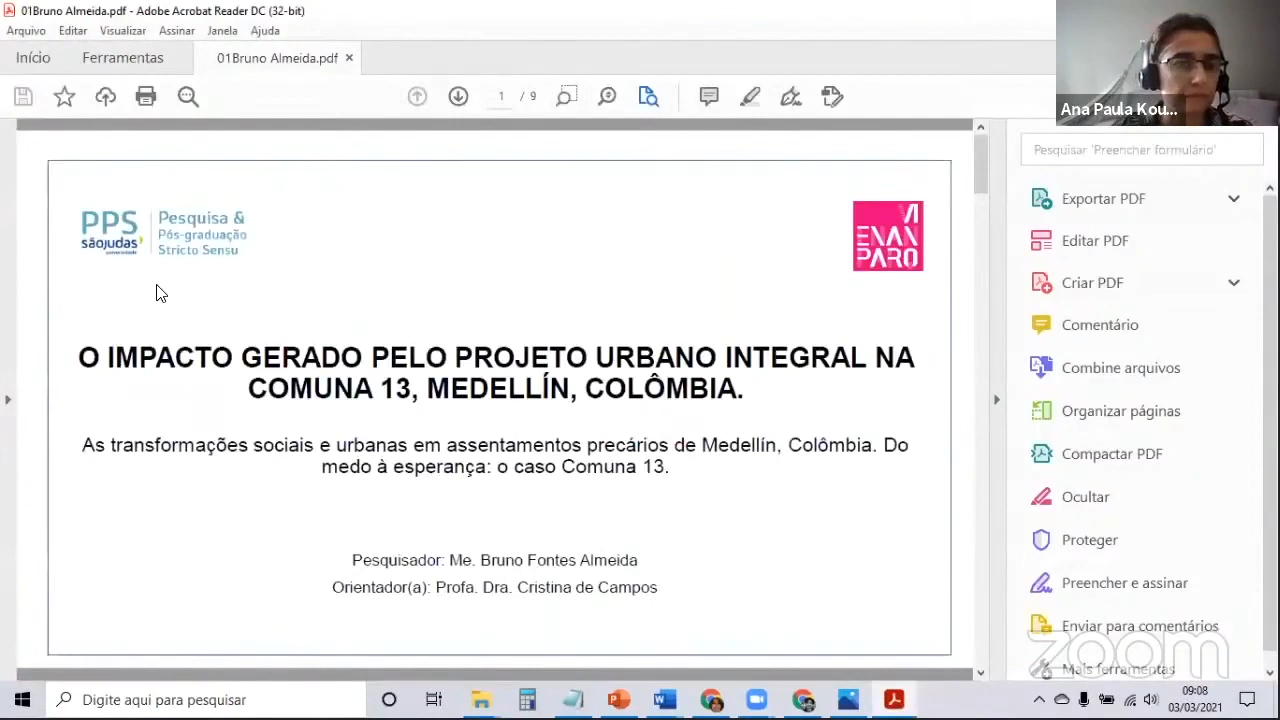 01Bruno Almeida.pdf - Adobe Acrobat Reader DC (32-bit)
Arquivo Editar Visualizar Assinar Janela Ajuda
Início Ferramentas 01Bruno Almeida.pdf ×
1 / 9
Ana Paula Kou...
Pesquisar 'Preencher formulário'
PPS
sãojudas
universidade
Pesquisa &
Pós-graduação
Stricto Sensu
VI
ENAN
PARQ
O IMPACTO GERADO PELO PROJETO URBANO INTEGRAL NA
COMUNA 13, MEDELLÍN, COLÔMBIA.
As transformações sociais e urbanas em assentamentos precários de Medellín, Colômbia. Do
medo à esperança: o caso Comuna 13.
Pesquisador: Me. Bruno Fontes Almeida
Orientador(a): Profa. Dra. Cristina de Campos
Exportar PDF
Editar PDF
Criar PDF
Comentário
Combine arquivos
Organizar páginas
Compactar PDF
Ocultar
Proteger
Preencher e assinar
Enviar para comentários
Mais ferramentas
zoom
Digite aqui para pesquisar
09:08
03/03/2021